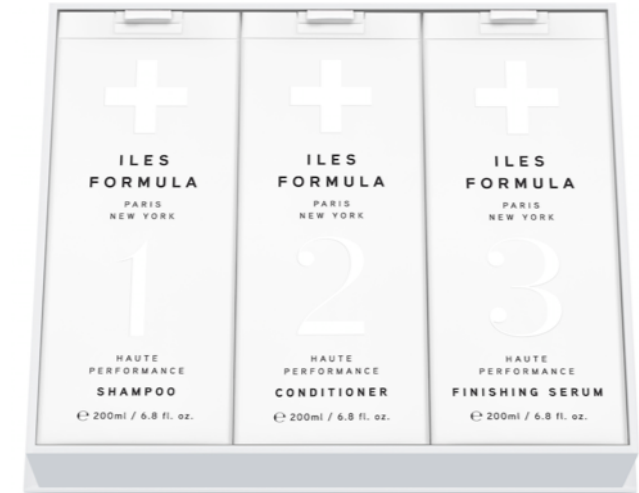 ILES
FORMULA
PARIS
NEW YORK
1
HAUTE
PERFORMANCE
SHAMPOO
℮ 200ml / 6.8 fl. oz.
ILES
FORMULA
PARIS
NEW YORK
2
HAUTE
PERFORMANCE
CONDITIONER
℮ 200ml / 6.8 fl. oz.
ILES
FORMULA
PARIS
NEW YORK
3
HAUTE
PERFORMANCE
FINISHING SERUM
℮ 200ml / 6.8 fl. oz.